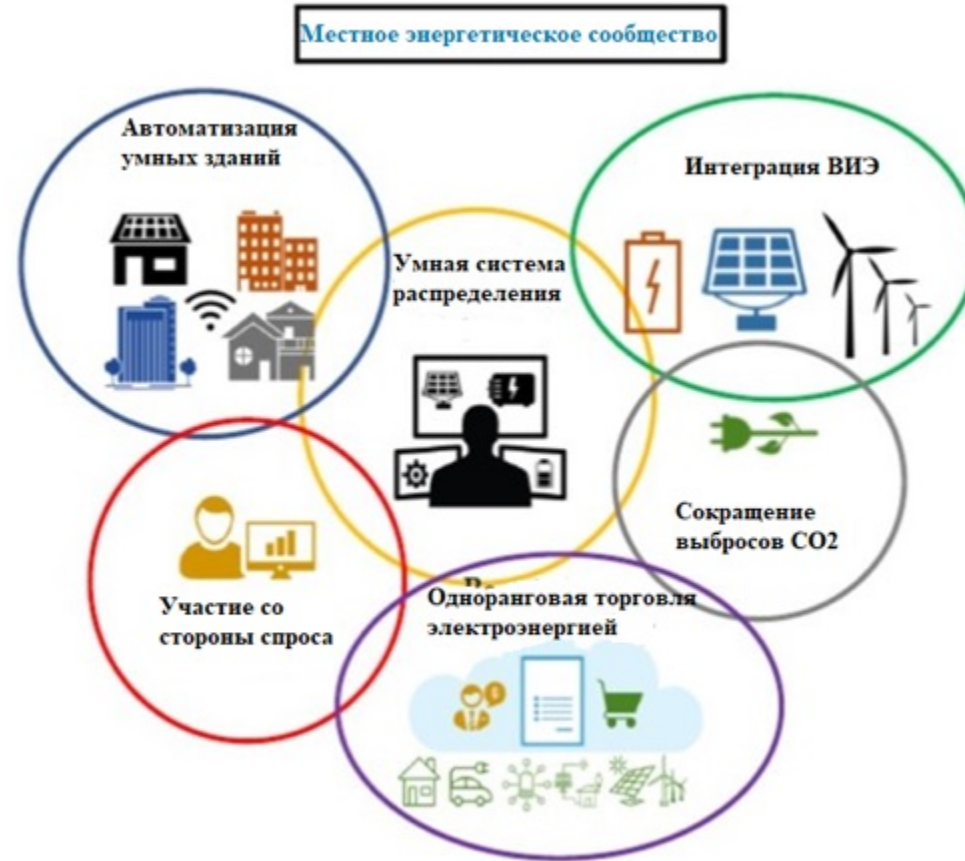 Местное энергетическое сообщество
Автоматизация
умных зданий
Интеграция ВИЭ
Умная система
распределения
Сокращение
выбросов СО2
Участие со
стороны спроса
Одноранговая торговля
электроэнергией